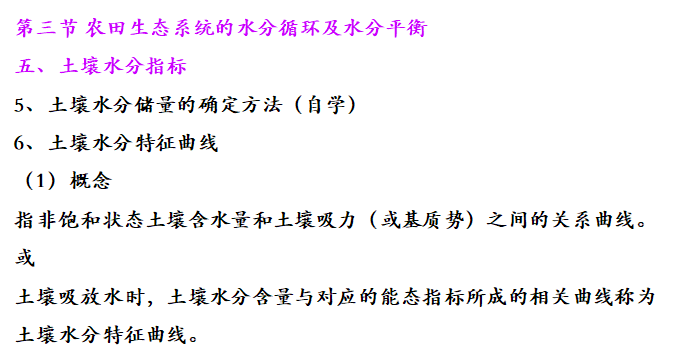 第三节 农田生态系统的水分循环及水分平衡
五、土壤水分指标
5、土壤水分储量的确定方法（自学）
6、土壤水分特征曲线
（1）概念
指非饱和状态土壤含水量和土壤吸力（或基质势）之间的关系曲线。
或
土壤吸放水时，土壤水分含量与对应的能态指标所成的相关曲线称为
土壤水分特征曲线。